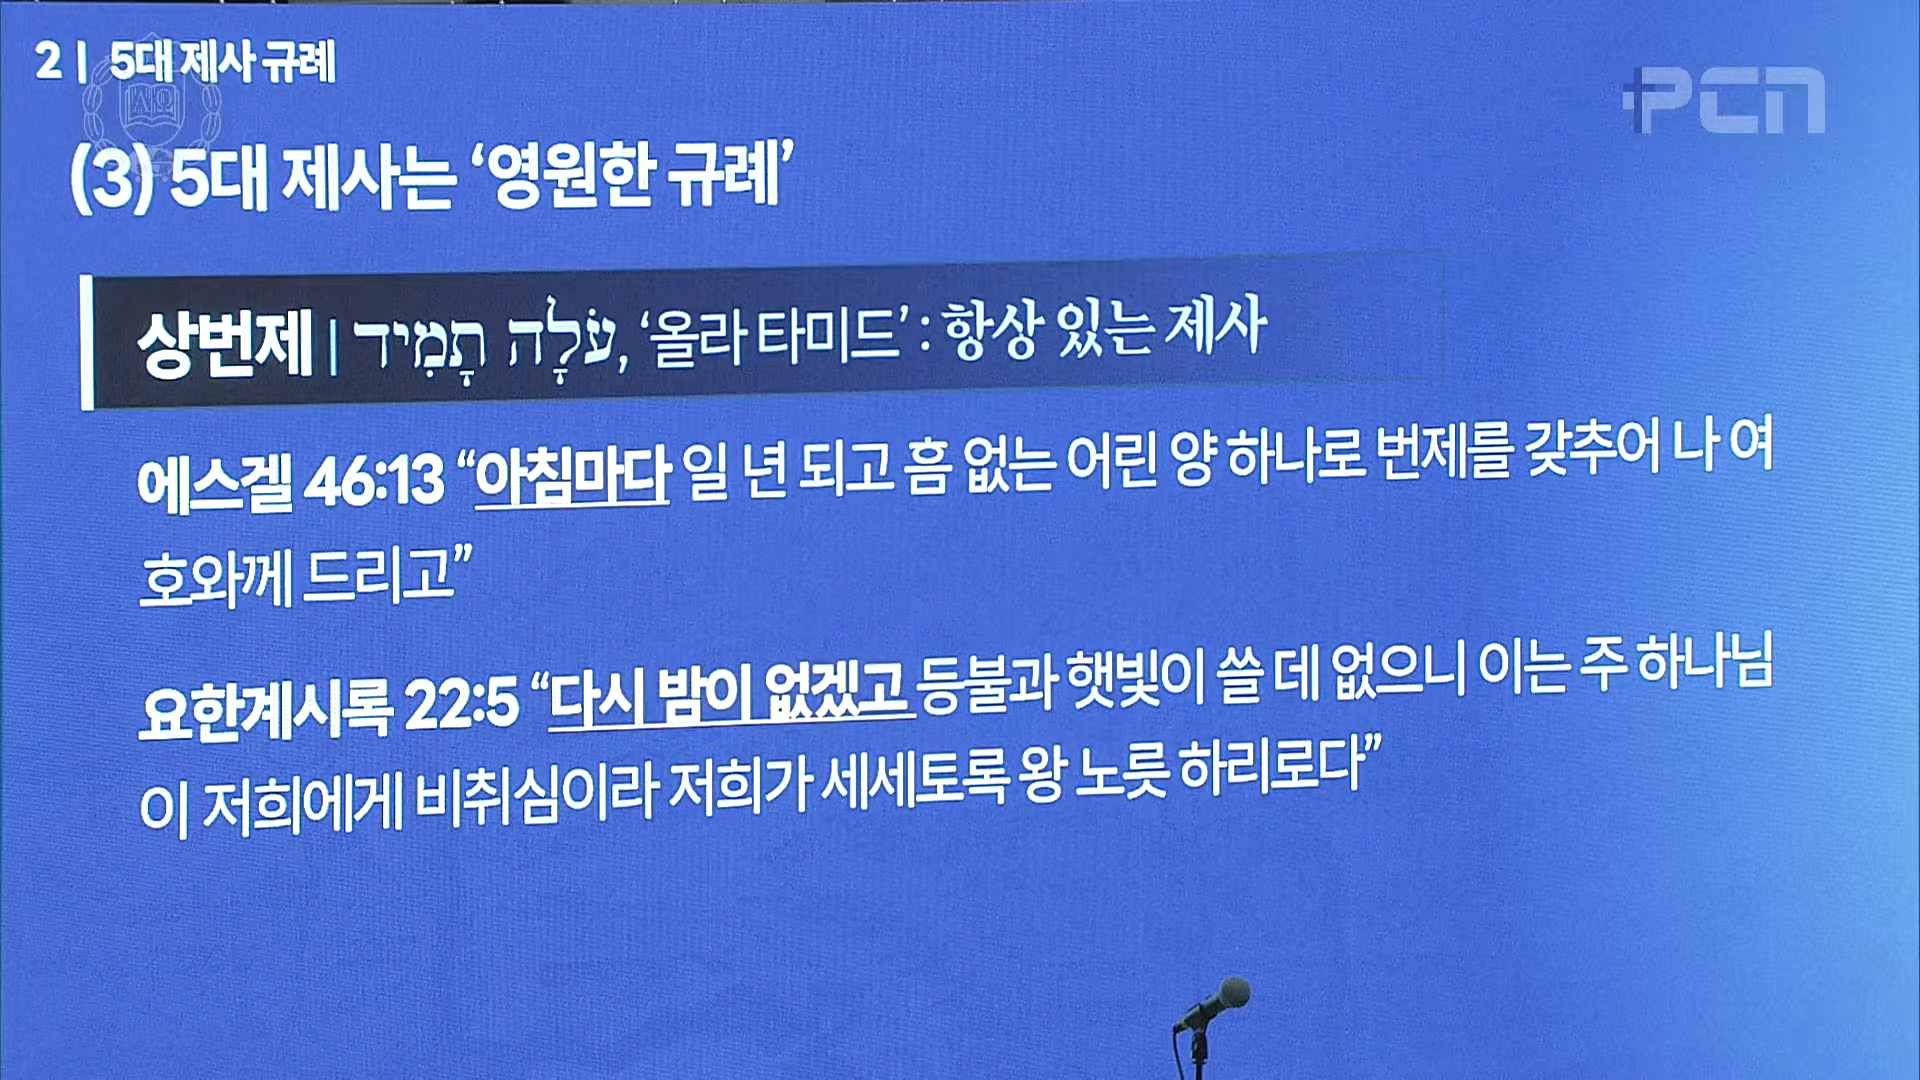 2 | 5대 제사 규례
PCN
(3) 5대 제사는 ‘영원한 규례’
상번제 | עֹלָה תָמִיד, ‘올라 타미드’ : 항상 있는 제사
에스겔 46:13 “아침마다 일 년 되고 흠 없는 어린 양 하나로 번제를 갖추어 나 여
호와께 드리고”
요한계시록 22:5 “다시 밤이 없겠고 등불과 햇빛이 쓸 데 없으니 이는 주 하나님
이 저희에게 비취심이라 저희가 세세토록 왕 노릇 하리로다”